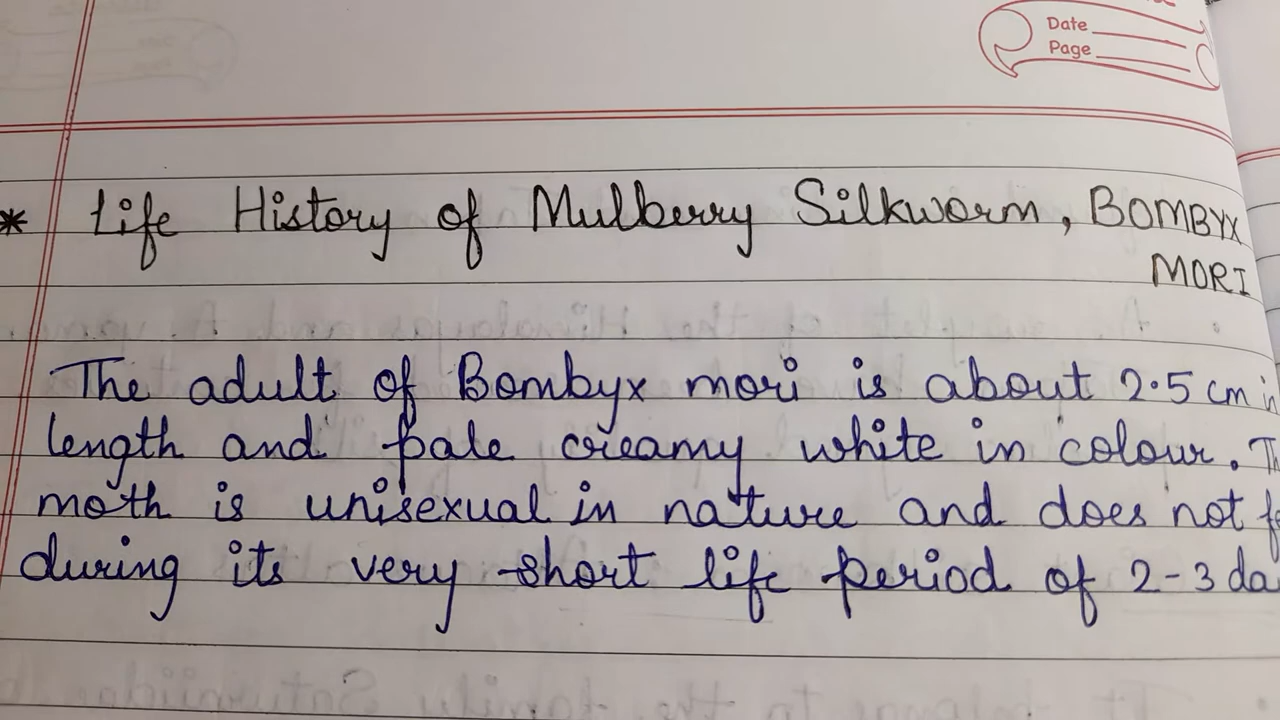 Date
Page
* Life History of Mulberry Silkworm, BOMBYX
MORI
The adult of Bombyx mori is about 2.5 cm
length and pale creamy white in colour.
moth is unisexual in nature and does not
during its very short life period of 2-3